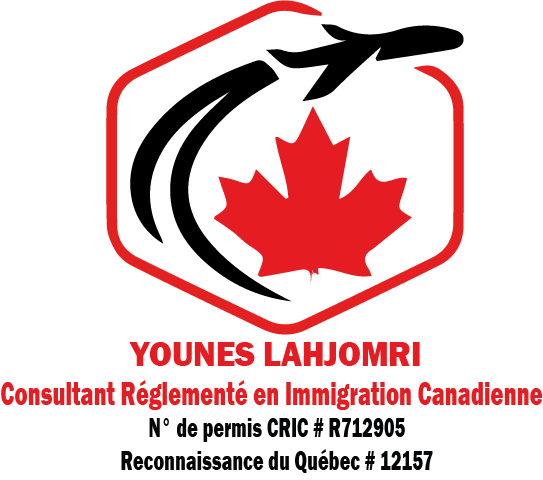 YOUNES LAHJOMRI
Consultant Réglementé en Immigration Canadienne
N° de permis CRIC # R712905
Reconnaissance du Québec # 12157